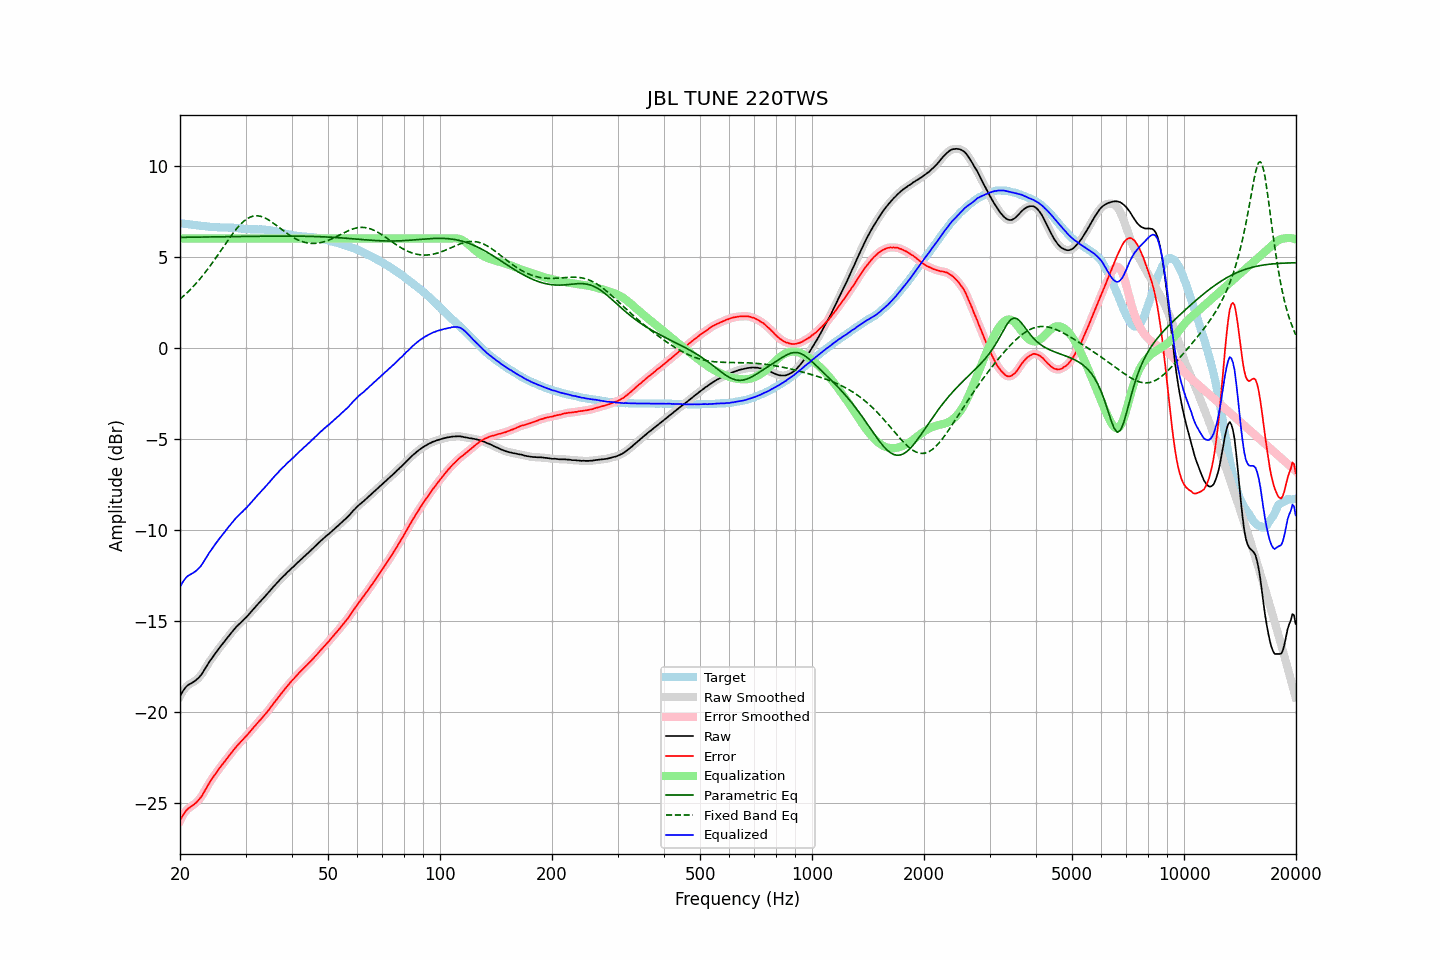 JBL TUNE 220TWS
Amplitude (dBr)
10
5
0
−5
−10
−15
−20
−25
Target
Raw Smoothed
Error Smoothed
Raw
Error
Equalization
Parametric Eq
Fixed Band Eq
Equalized
20
50
100
200
500
1000
2000
5000
10000
20000
Frequency (Hz)